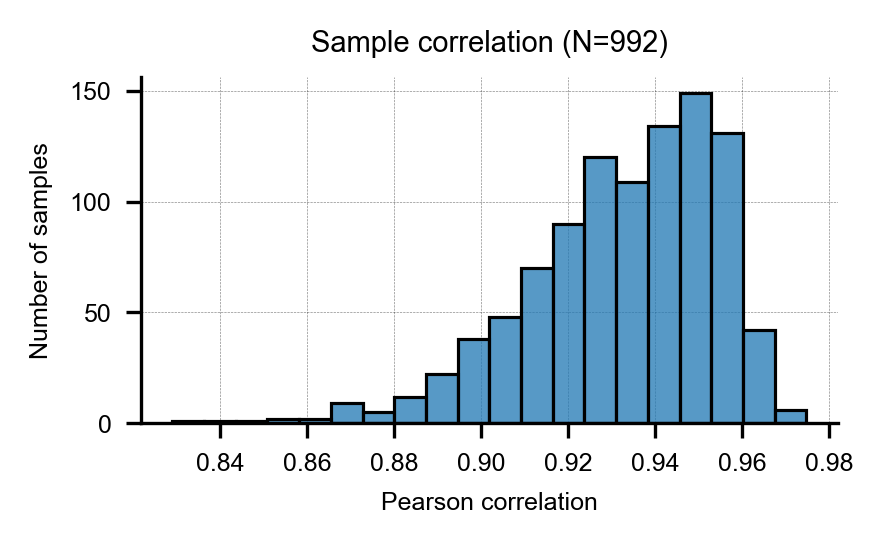 Sample correlation (N=992)
150
100
50
0
Number of samples
0.84 0.86 0.88 0.90 0.92 0.94 0.96 0.98
Pearson correlation